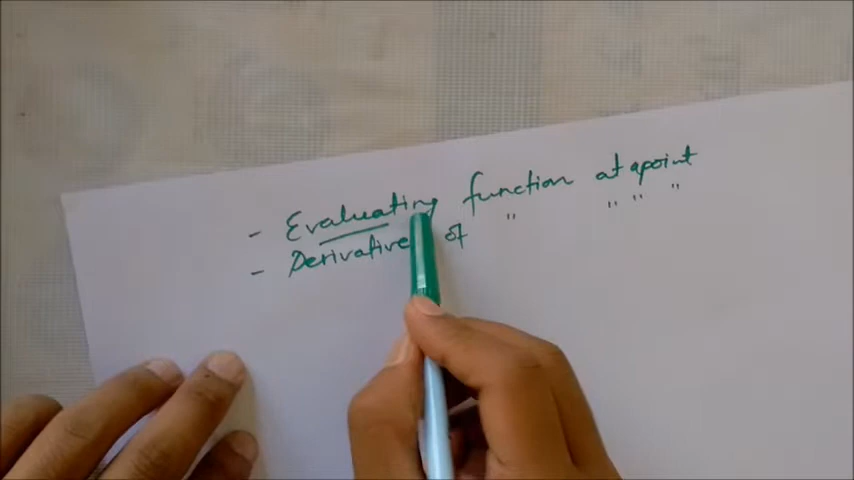 - Evaluating function at a point
- Derivative of " " " "